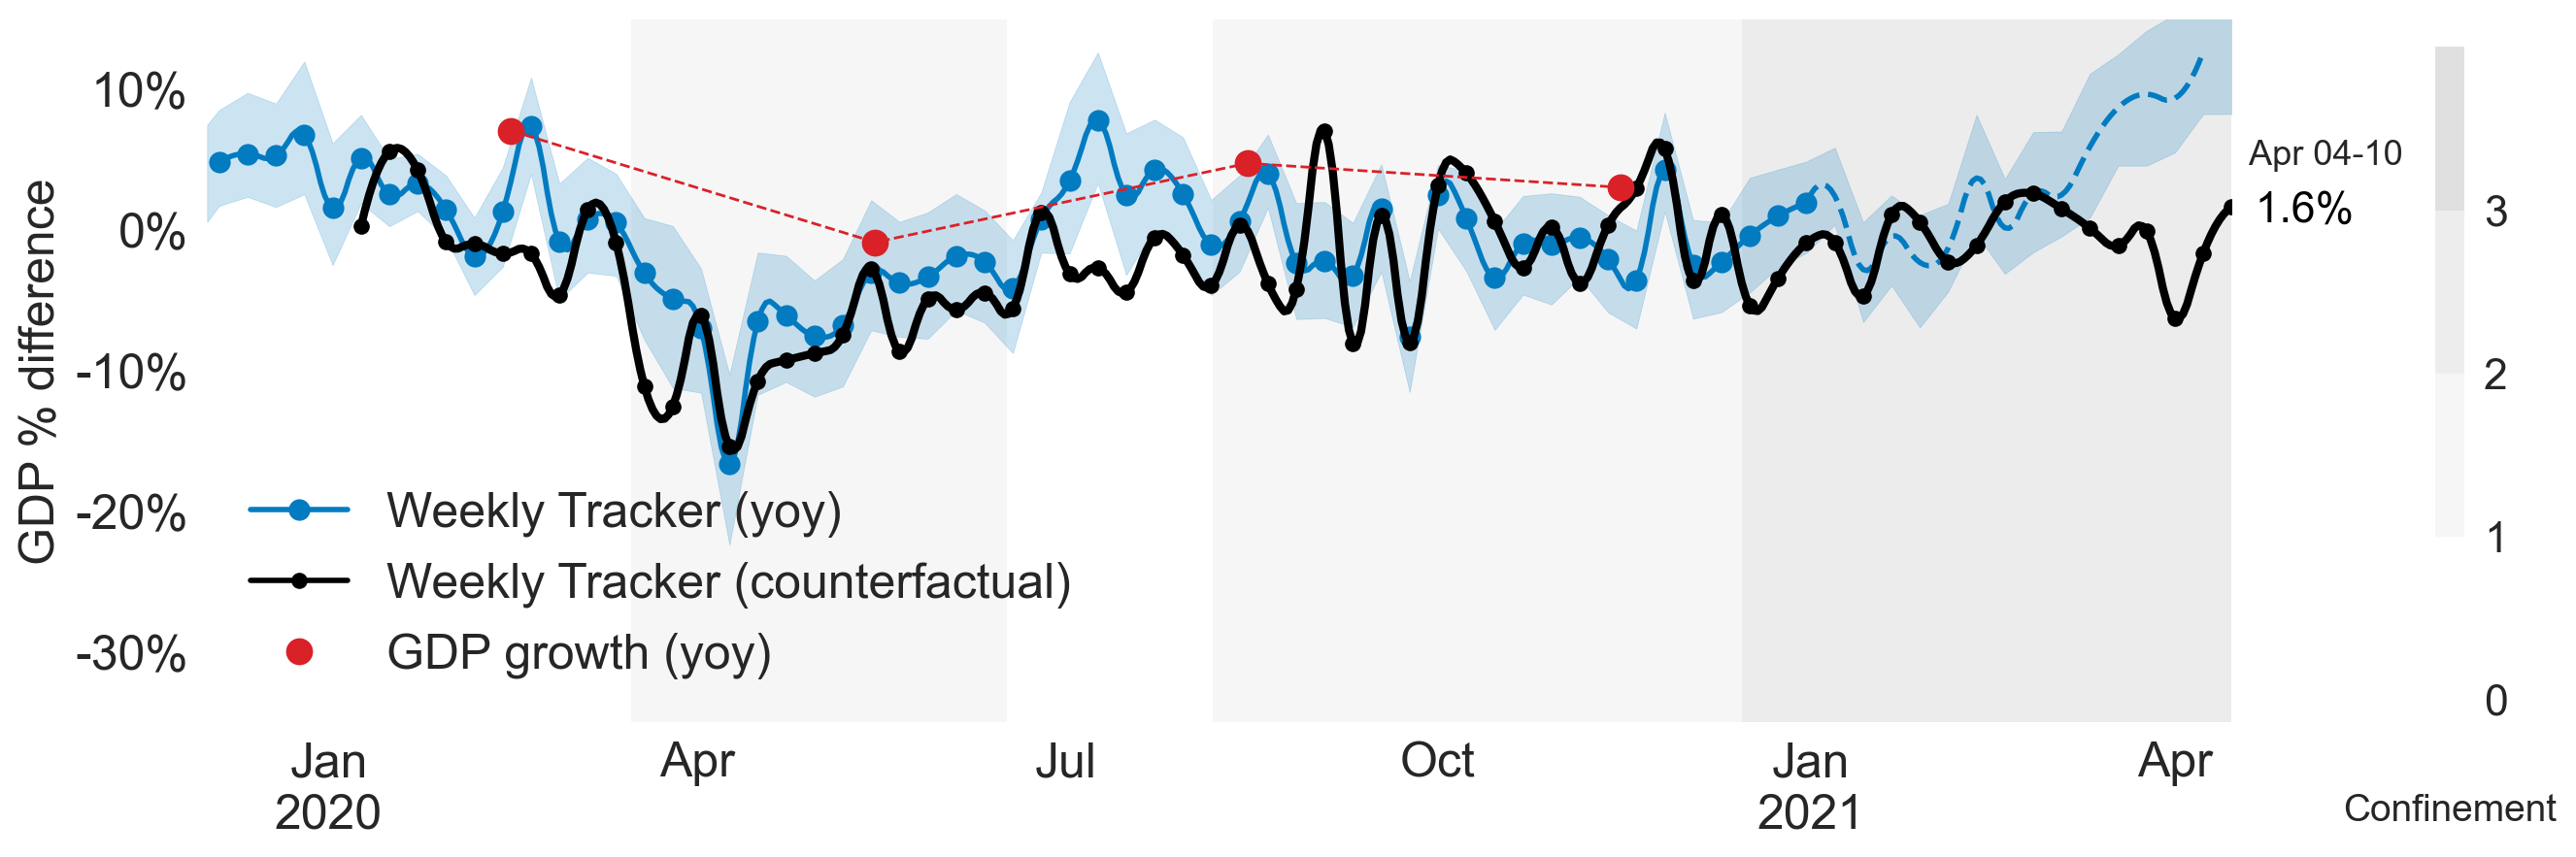 GDP % difference
10%
0%
-10%
-20%
-30%
Weekly Tracker (yoy)
Weekly Tracker (counterfactual)
GDP growth (yoy)
Jan
2020
Apr
Jul
Oct
Jan
2021
Apr
Apr 04-10
1.6%
3
2
1
0
Confinement